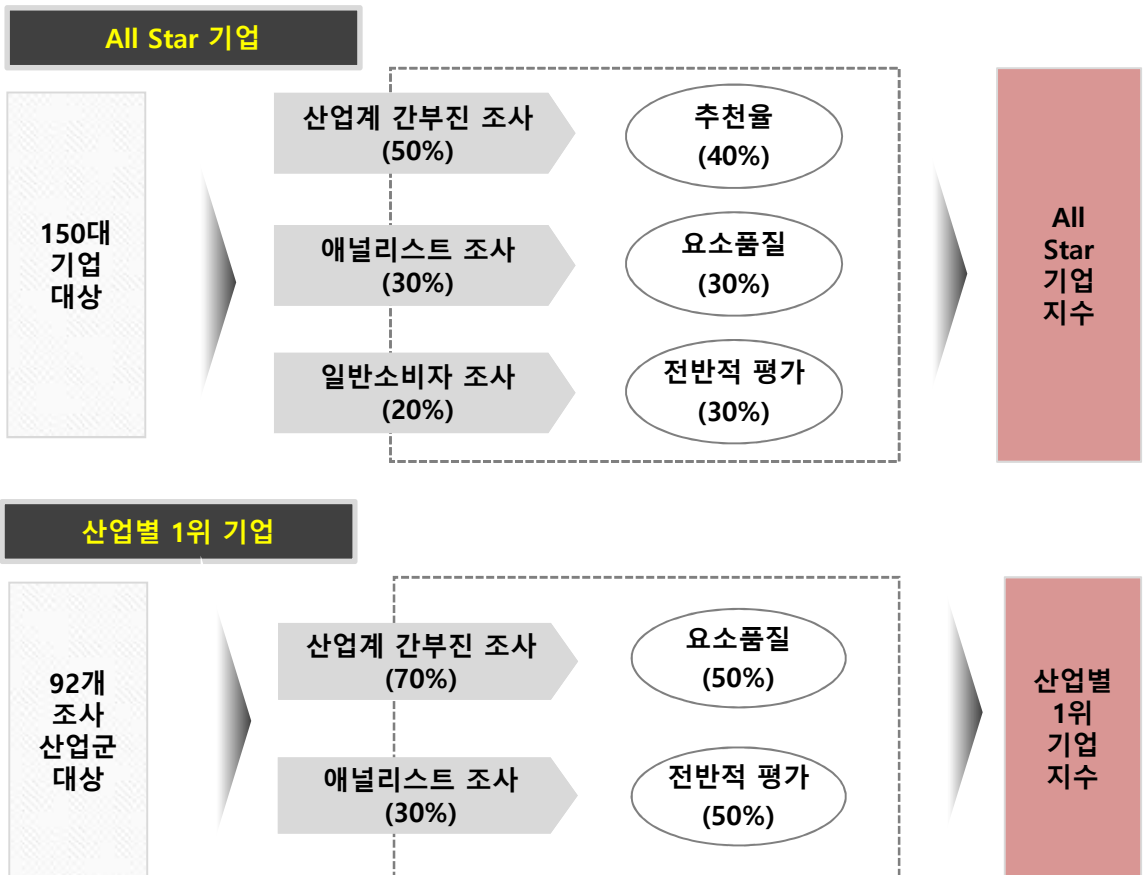 All Star 기업
150대
기업
대상
산업계 간부진 조사
(50%)
추천율
(40%)
애널리스트 조사
(30%)
요소품질
(30%)
일반소비자 조사
(20%)
전반적 평가
(30%)
All
Star
기업
지수
산업별 1위 기업
92개
조사
산업군
대상
산업계 간부진 조사
(70%)
요소품질
(50%)
애널리스트 조사
(30%)
전반적 평가
(50%)
산업별
1위
기업
지수